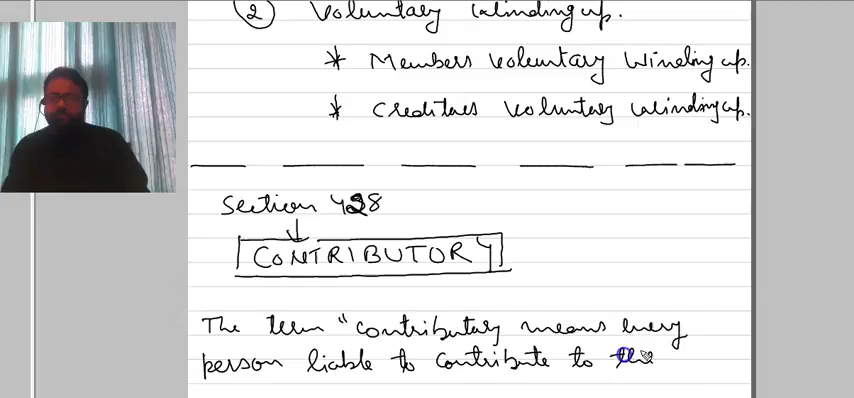 2 Voluntary Winding up.
* Members Voluntary Winding up.
* Creditors Voluntary Winding up.
Section 428
CONTRIBUTORY
The term "contributory means every
person liable to contribute to the